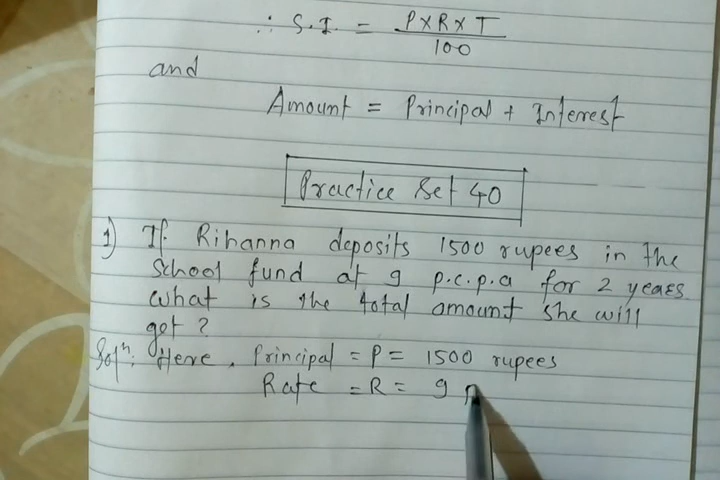 ∴ S.I. = P×R×T
100
and
Amount = Principal + Interest
Practice Set 40
1) If Rihanna deposits 1500 rupees in the
School fund at 9 p.c.p.a for 2 years
what is the total amount she will
get?
Solⁿ: Here, Principal = P = 1500 rupees
Rate = R = 9 p